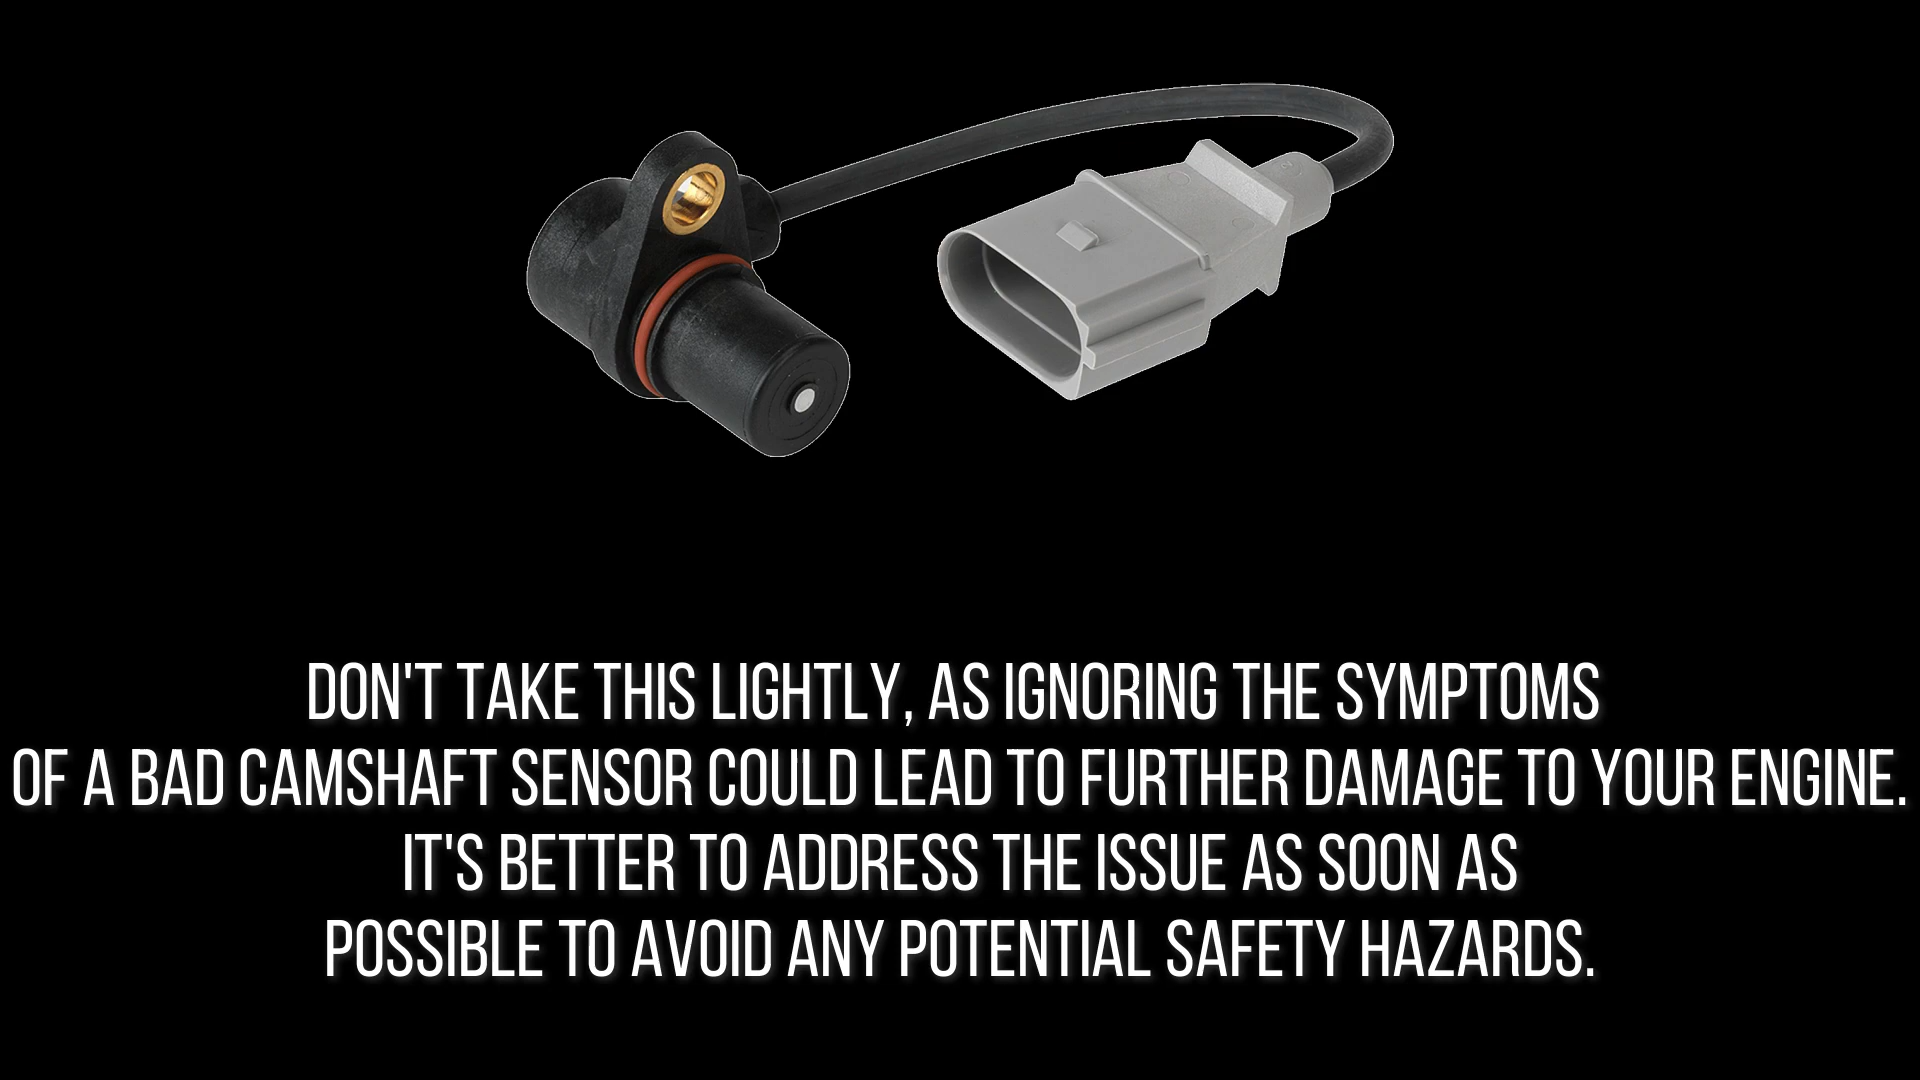 DON'T TAKE THIS LIGHTLY, AS IGNORING THE SYMPTOMS
OF A BAD CAMSHAFT SENSOR COULD LEAD TO FURTHER DAMAGE TO YOUR ENGINE.
IT'S BETTER TO ADDRESS THE ISSUE AS SOON AS
POSSIBLE TO AVOID ANY POTENTIAL SAFETY HAZARDS.